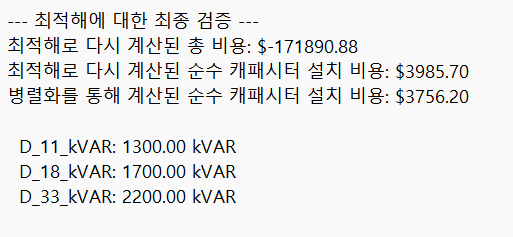 --- 최적해에 대한 최종 검증 ---
최적해로 다시 계산된 총 비용: $-171890.88
최적해로 다시 계산된 순수 캐패시터 설치 비용: $3985.70
병렬화를 통해 계산된 순수 캐패시터 설치 비용: $3756.20
D_11_kVAR: 1300.00 kVAR
D_18_kVAR: 1700.00 kVAR
D_33_kVAR: 2200.00 kVAR